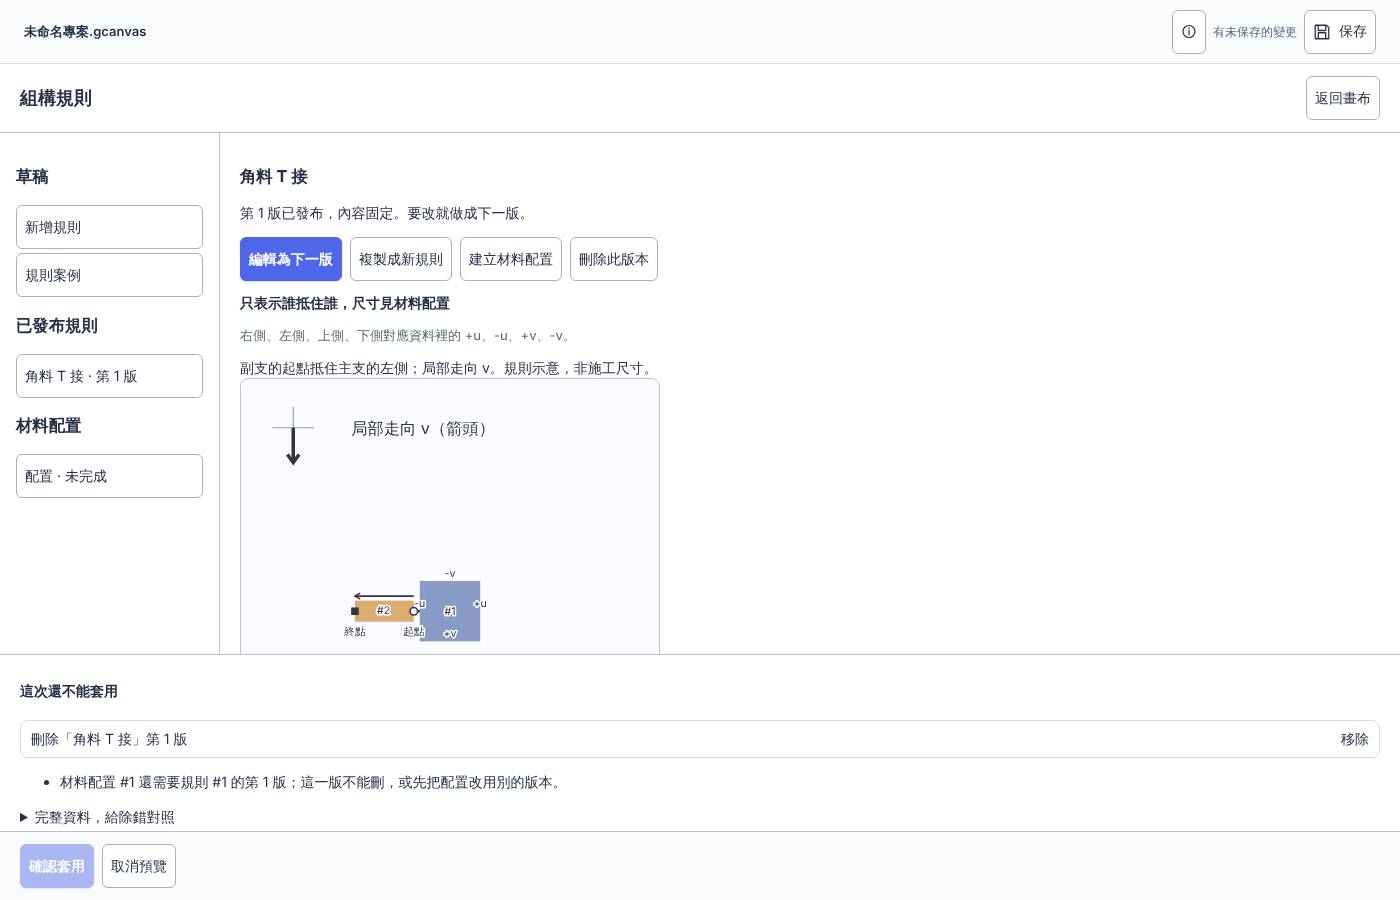 未命名專案.gcanvas
有未保存的變更
保存
組構規則
返回畫布
草稿
新增規則
規則案例
已發布規則
角料 T 接 · 第 1 版
材料配置
配置 · 未完成
角料 T 接
第 1 版已發布，內容固定。要改就做成下一版。
編輯為下一版
複製成新規則
建立材料配置
刪除此版本
只表示誰抵住誰，尺寸見材料配置
右側、左側、上側、下側對應資料裡的 +u、-u、+v、-v。
副支的起點抵住主支的左側；局部走向 v。規則示意，非施工尺寸。
局部走向 v（箭頭）
-v
-u
+u
#2
#1
終點
起點
+v
這次還不能套用
刪除「角料 T 接」第 1 版
移除
材料配置 #1 還需要規則 #1 的第 1 版；這一版不能刪，或先把配置改用別的版本。
完整資料，給除錯對照
確認套用
取消預覽